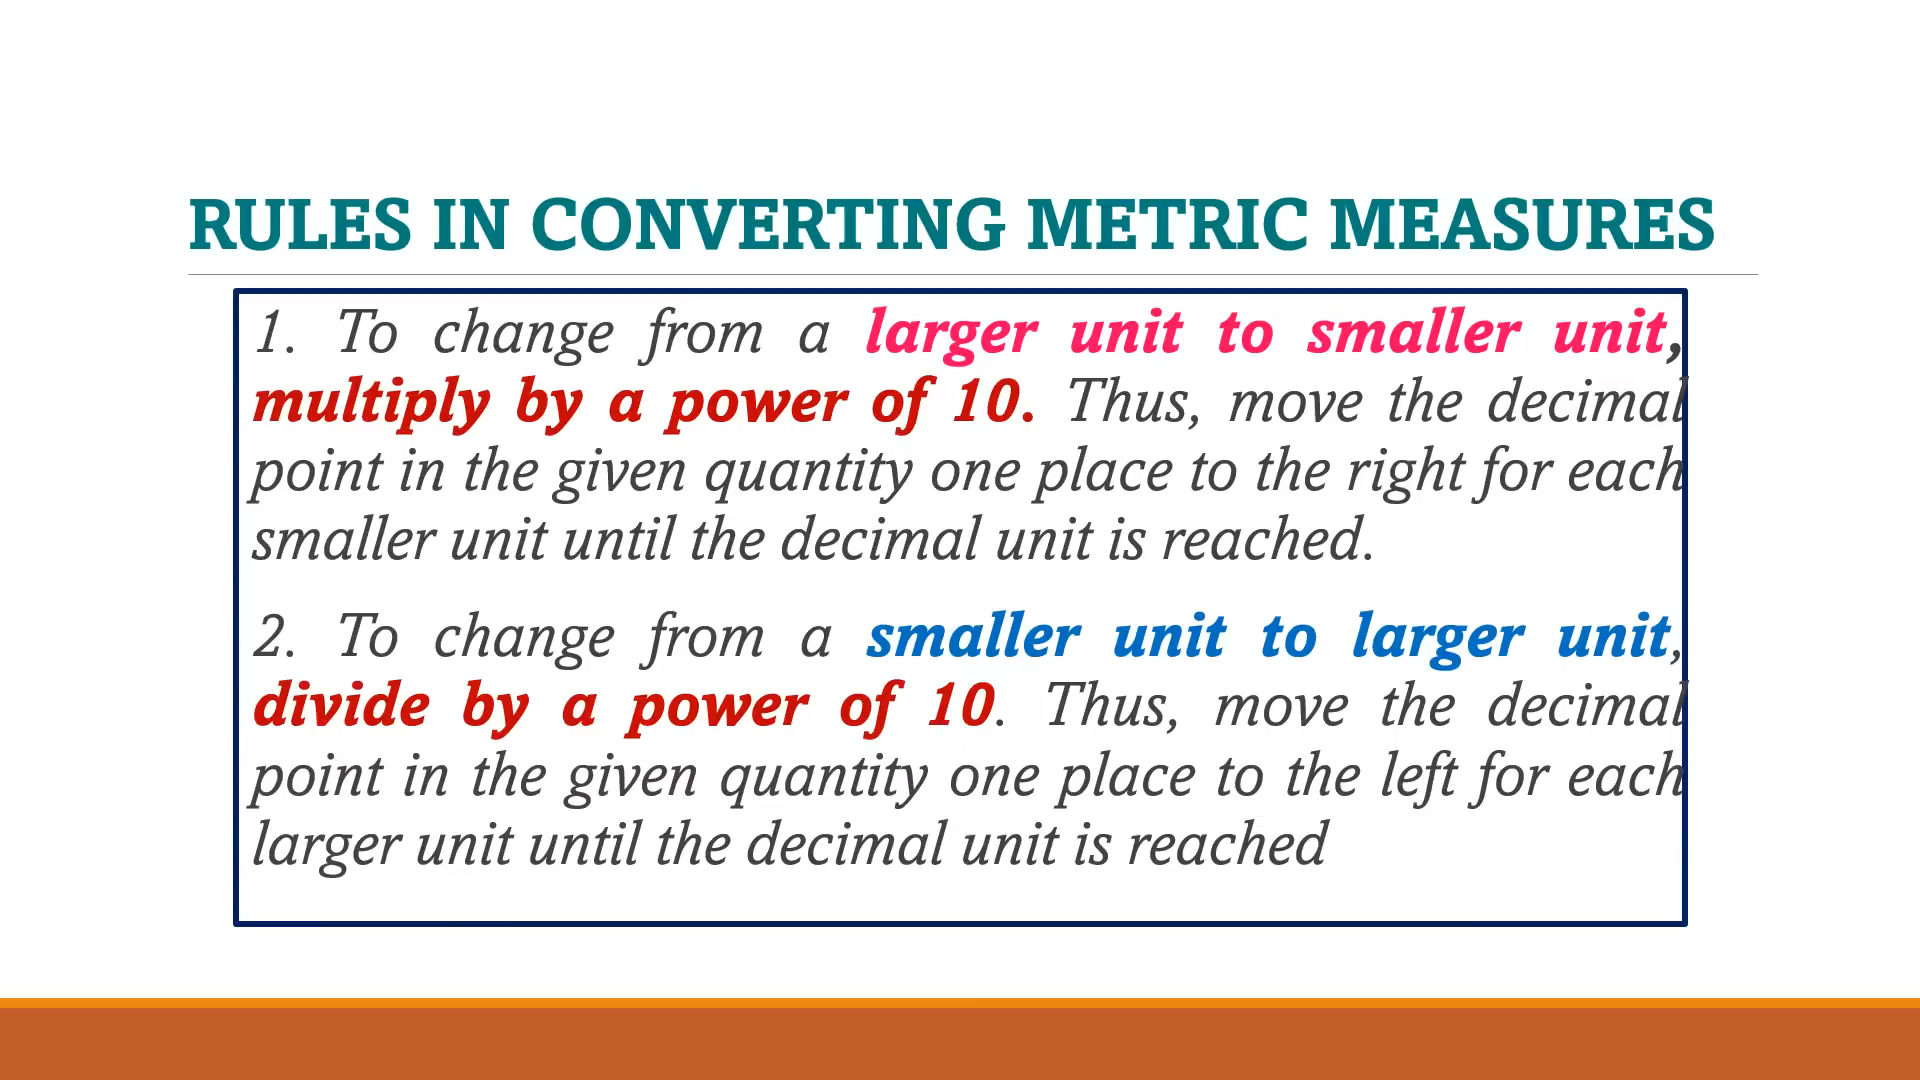 RULES IN CONVERTING METRIC MEASURES
1. To change from a larger unit to smaller unit,
multiply by a power of 10. Thus, move the decimal
point in the given quantity one place to the right for each
smaller unit until the decimal unit is reached.
2. To change from a smaller unit to larger unit,
divide by a power of 10. Thus, move the decimal
point in the given quantity one place to the left for each
larger unit until the decimal unit is reached